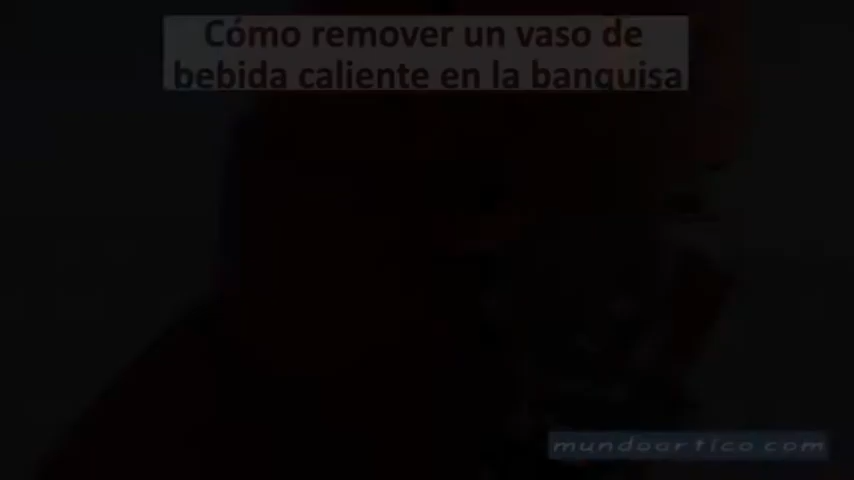 Cómo remover un vaso de
bebida caliente en la banquisa
mundoartico.com